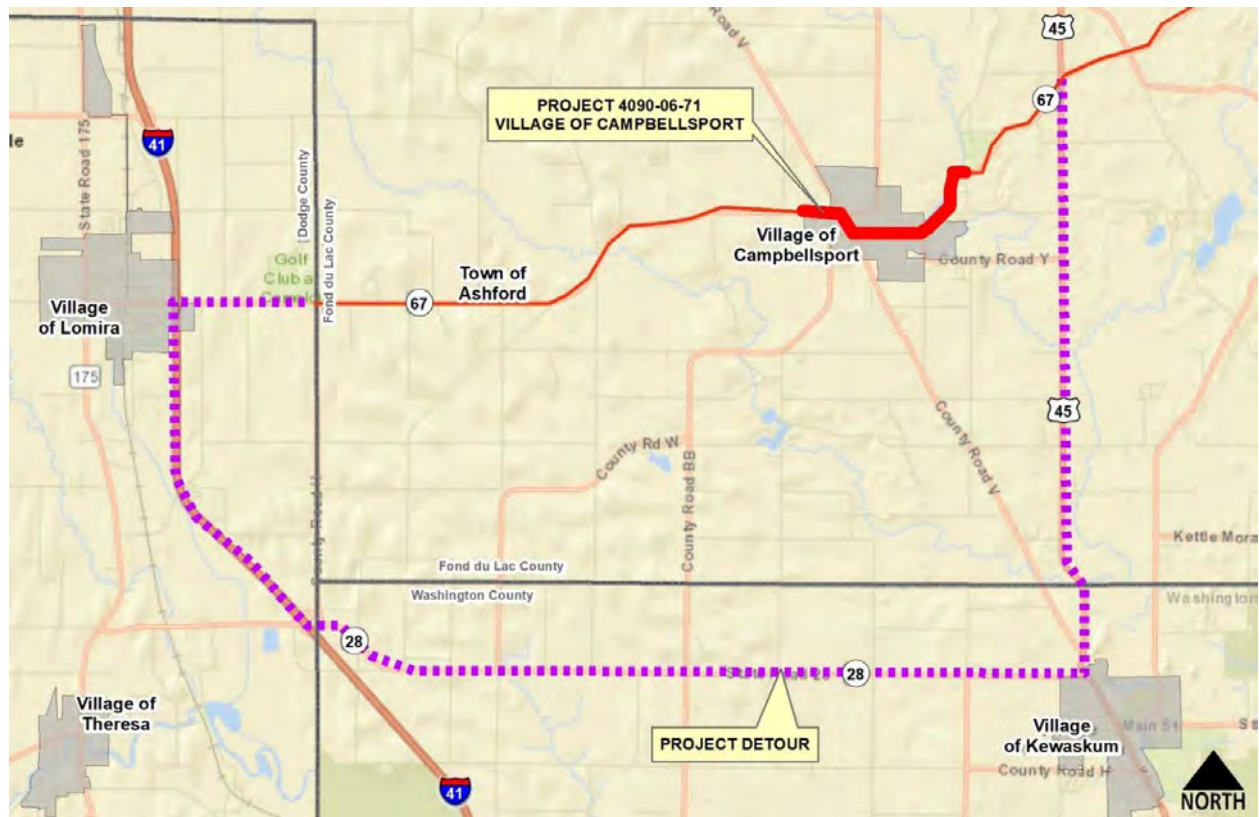 45
Road V
67
PROJECT 4090-06-71
VILLAGE OF CAMPBELLSPORT
41
State Road 175
le
Dodge County
Fond du Lac County
Village of
Campbellsport
County Road Y
Golf
Club a
Town of
Ashford
67
Village
of Lomira
175
45
County Road V
County Rd W
County Road BB
Kettle Mora
Fond du Lac County
Washington County
Washington
28
28
Village of
Theresa
PROJECT DETOUR
Village
of Kewaskum
Main St
County Road H
41
NORTH